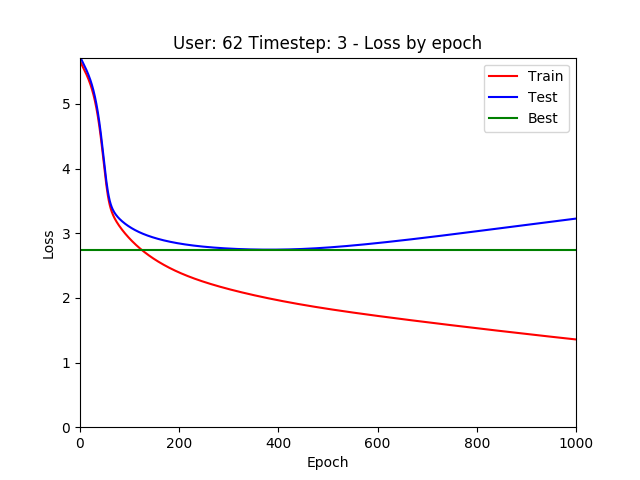 User: 62 Timestep: 3 - Loss by epoch
Train
Test
Best
5
4
3
2
1
0
Loss
0 200 400 600 800 1000
Epoch